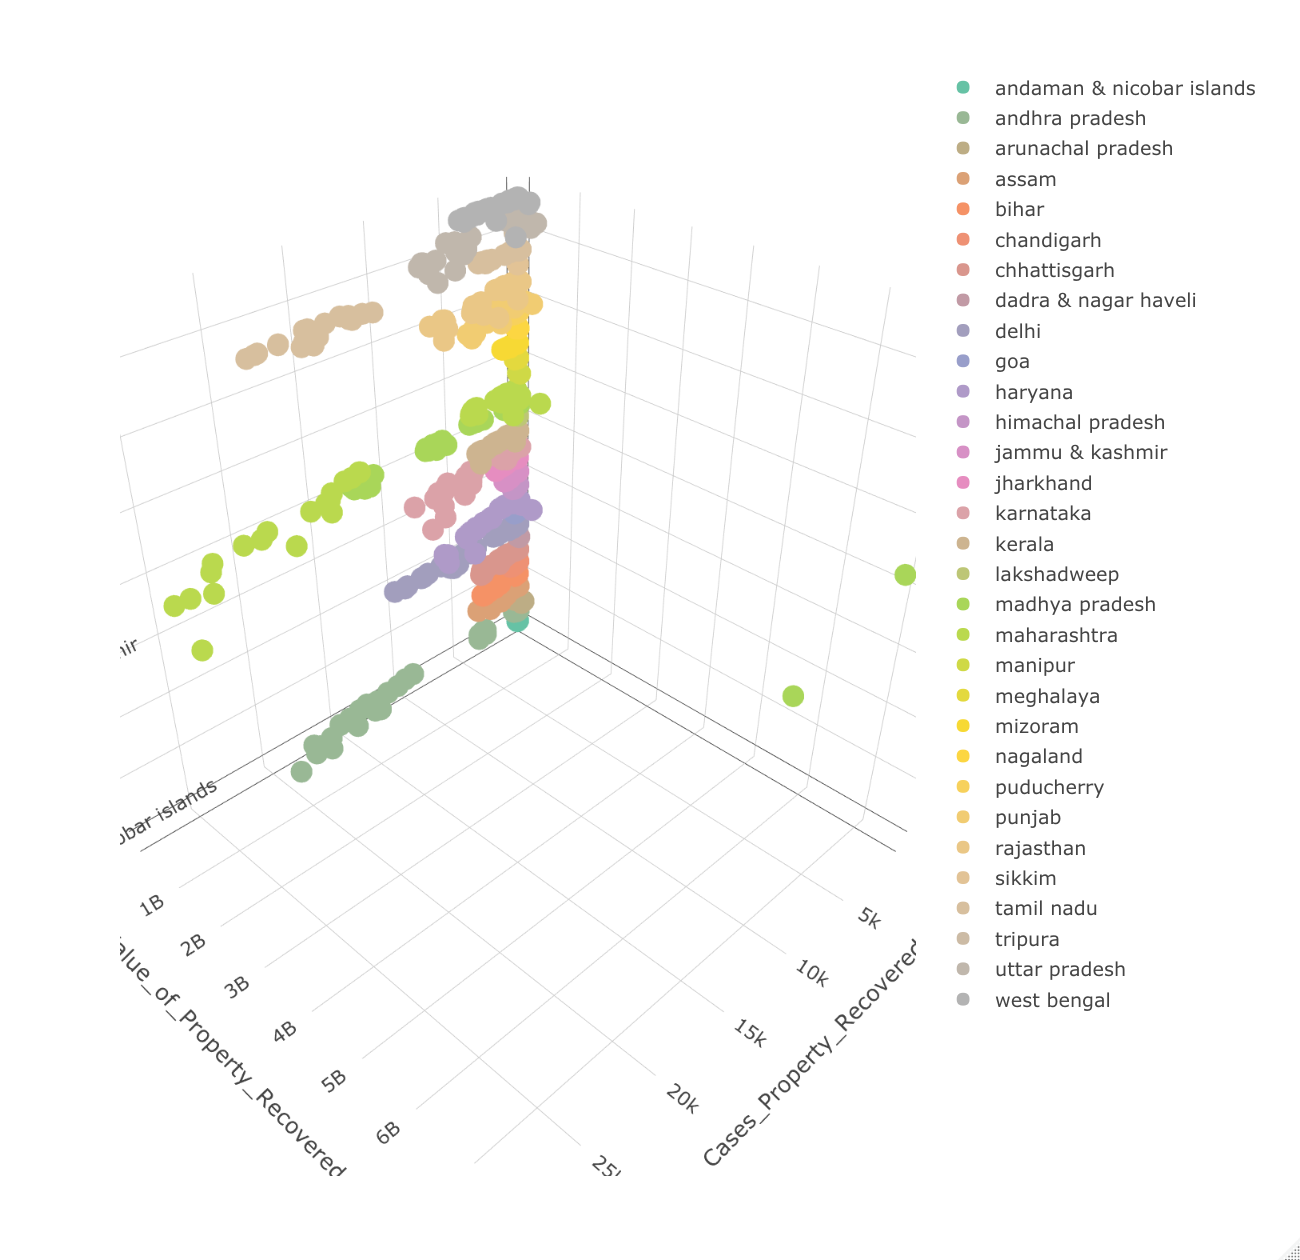 andaman & nicobar islands
andhra pradesh
arunachal pradesh
assam
bihar
chandigarh
chhattisgarh
dadra & nagar haveli
delhi
goa
haryana
himachal pradesh
jammu & kashmir
jharkhand
karnataka
kerala
lakshadweep
madhya pradesh
maharashtra
manipur
meghalaya
mizoram
nagaland
puducherry
punjab
rajasthan
sikkim
tamil nadu
tripura
uttar pradesh
west bengal
islands
1B
2B
3B
4B
5B
6B
5k
10k
15k
20k
Cases_Property_Recovered